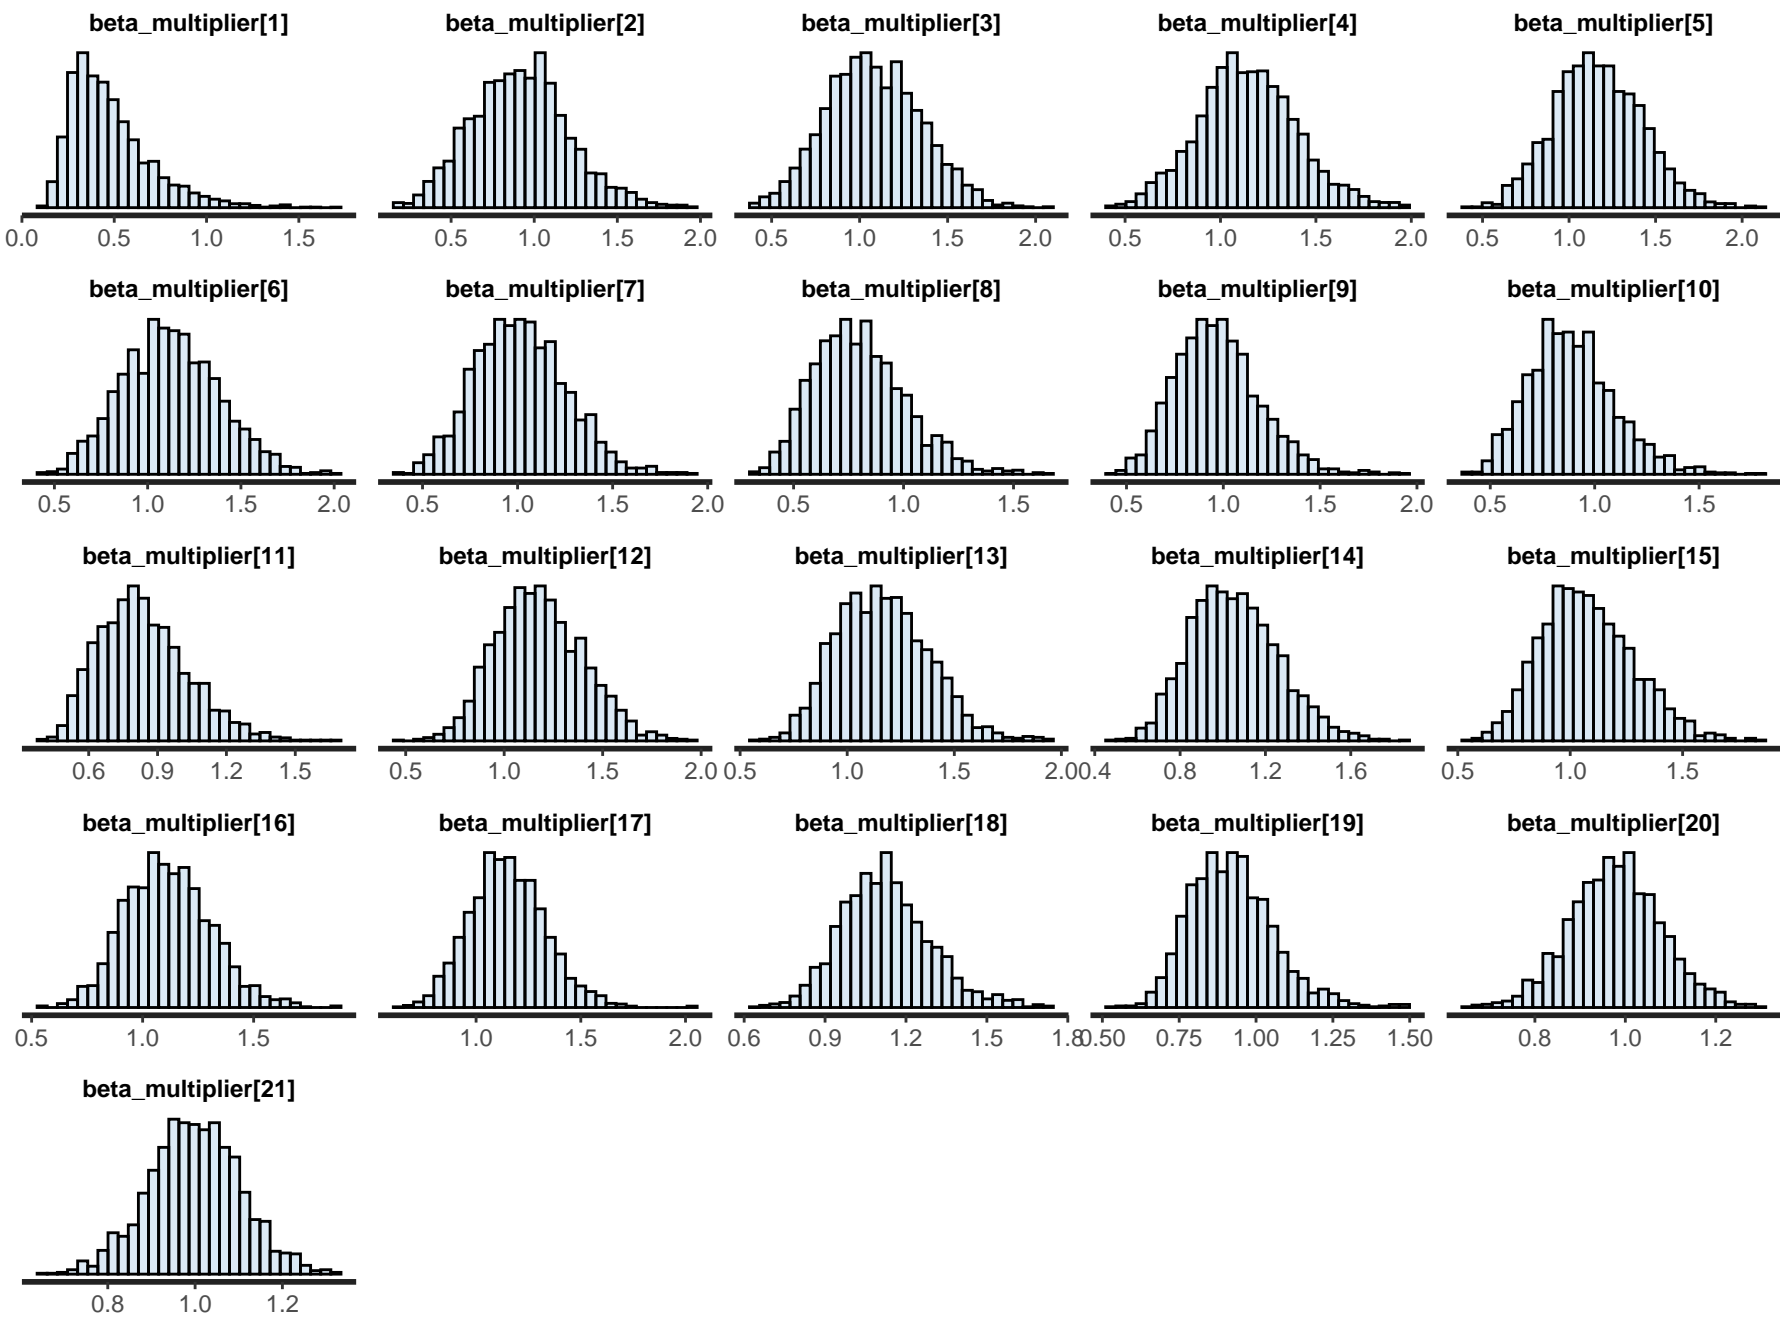 beta_multiplier[1] beta_multiplier[2] beta_multiplier[3] beta_multiplier[4] beta_multiplier[5]
0.0 0.5 1.0 1.5 0.5 1.0 1.5 2.0 0.5 1.0 1.5 2.0 0.5 1.0 1.5 2.0 0.5 1.0 1.5 2.0
beta_multiplier[6] beta_multiplier[7] beta_multiplier[8] beta_multiplier[9] beta_multiplier[10]
0.5 1.0 1.5 2.0 0.5 1.0 1.5 2.0 0.5 1.0 1.5 0.5 1.0 1.5 2.0 0.5 1.0 1.5
beta_multiplier[11] beta_multiplier[12] beta_multiplier[13] beta_multiplier[14] beta_multiplier[15]
0.6 0.9 1.2 1.5 0.5 1.0 1.5 2.0 0.5 1.0 1.5 2.0 0.4 0.8 1.2 1.6 0.5 1.0 1.5
beta_multiplier[16] beta_multiplier[17] beta_multiplier[18] beta_multiplier[19] beta_multiplier[20]
0.5 1.0 1.5 1.0 1.5 2.0 0.6 0.9 1.2 1.5 1.8 0.50 0.75 1.00 1.25 1.50 0.8 1.0 1.2
beta_multiplier[21]
0.8 1.0 1.2